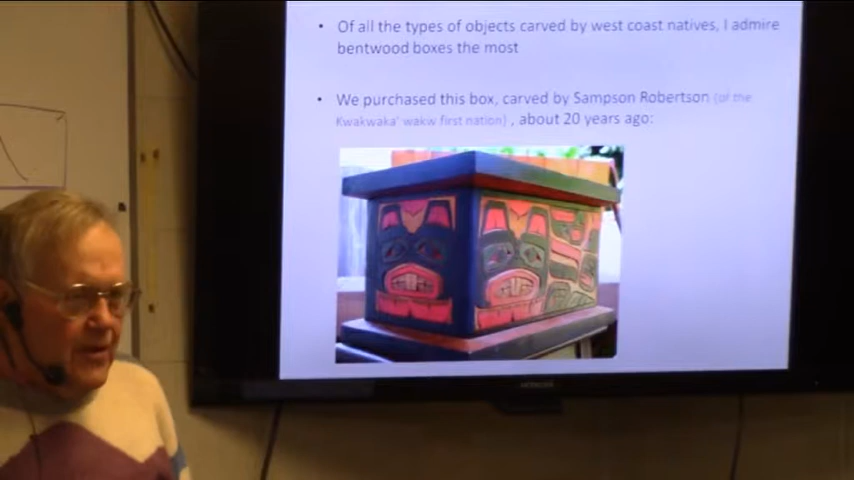 • Of all the types of objects carved by west coast natives, I admire
bentwood boxes the most
• We purchased this box, carved by Sampson Robertson (of the
Kwakwaka' wakw first nation) , about 20 years ago:
HITACHI